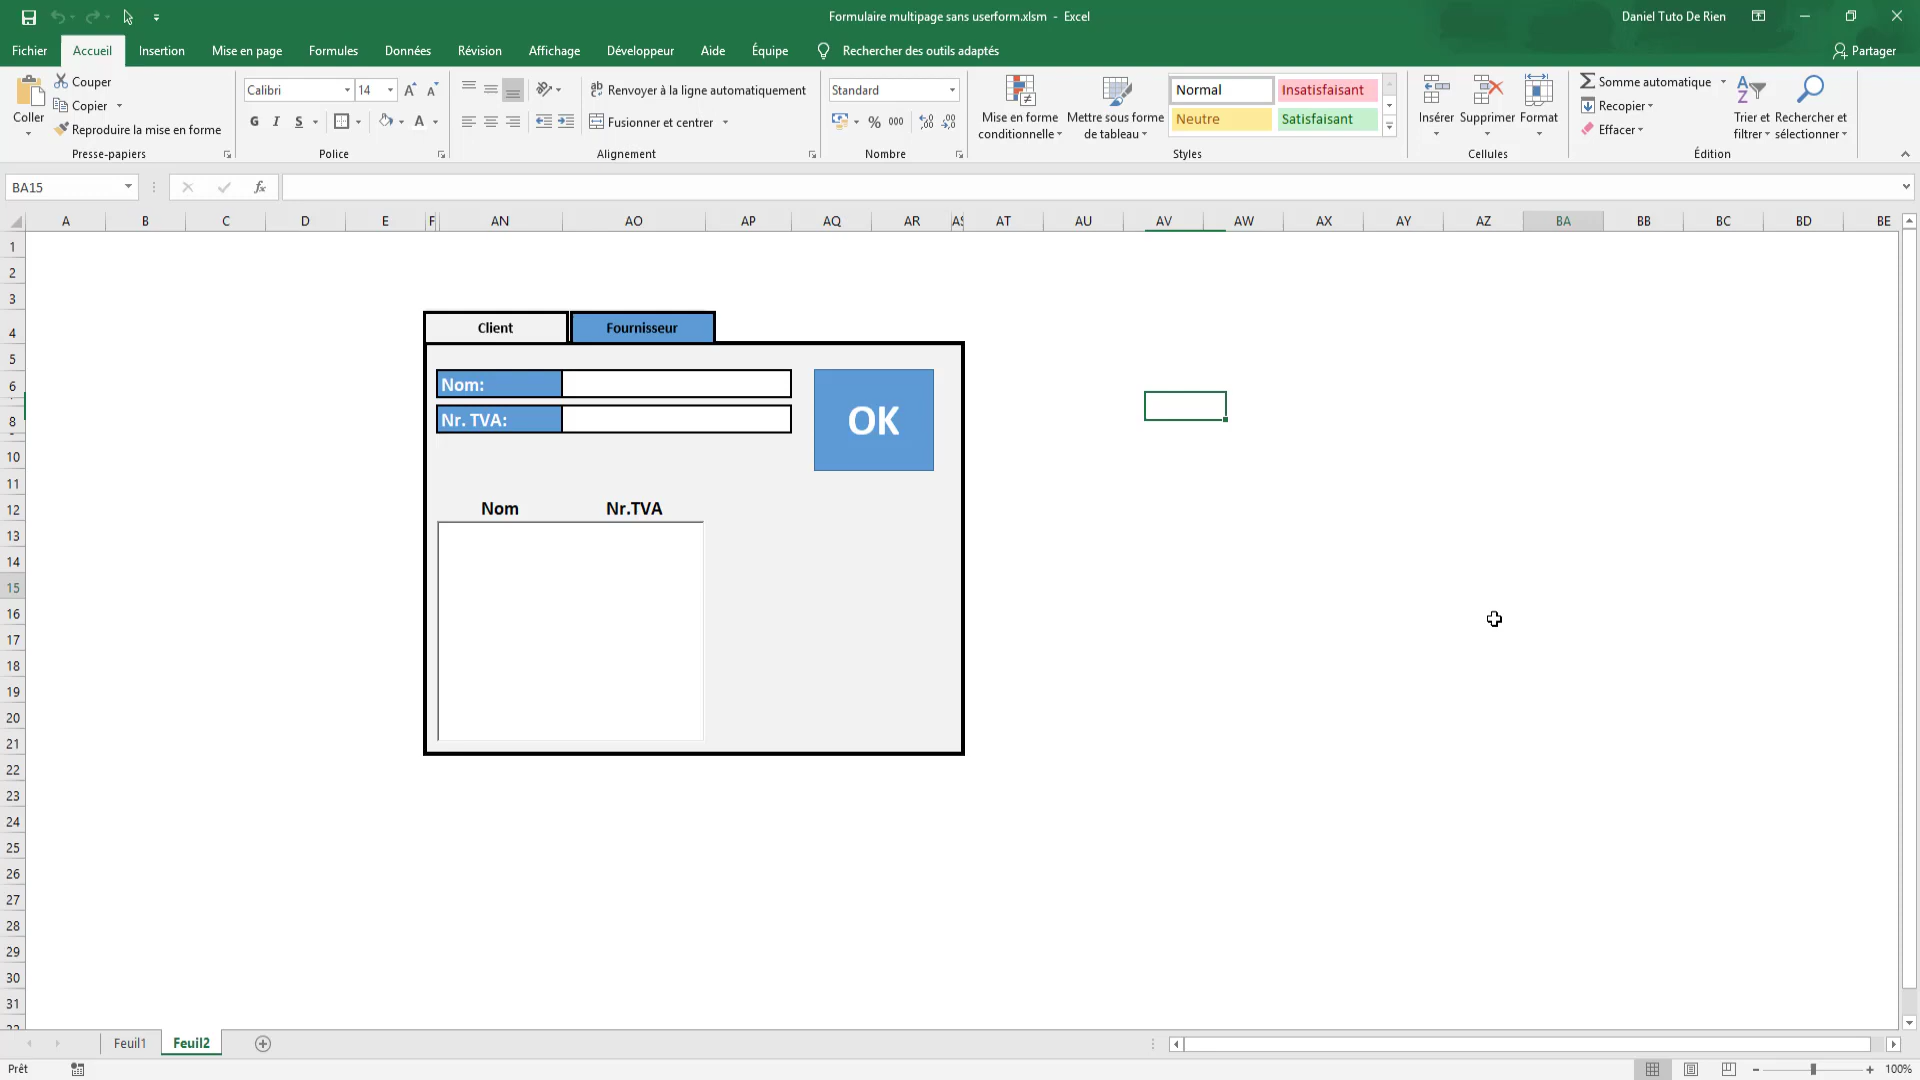 Formulaire multipage sans userform.xlsm - Excel
Daniel Tuto De Rien
Fichier Accueil Insertion Mise en page Formules Données Révision Affichage Développeur Aide Équipe Rechercher des outils adaptés Partager
Coller
Couper
Copier
Reproduire la mise en forme
Presse-papiers
Calibri 14
G I S A
Police
Renvoyer à la ligne automatiquement
Fusionner et centrer
Alignement
Standard
% 000
Nombre
Mise en forme conditionnelle
Mettre sous forme de tableau
Normal Insatisfaisant
Neutre Satisfaisant
Styles
Insérer Supprimer Format
Cellules
Somme automatique
Recopier
Effacer
Trier et filtrer
Rechercher et sélectionner
Édition
BA15
fx
A B C D E F AN AO AP AQ AR AS AT AU AV AW AX AY AZ BA BB BC BD BE
1
2
3
4
5
6
8
10
11
12
13
14
15
16
17
18
19
20
21
22
23
24
25
26
27
28
29
30
31
Client Fournisseur
Nom:
Nr. TVA:
OK
Nom Nr.TVA
Feuil1 Feuil2
Prêt
100%